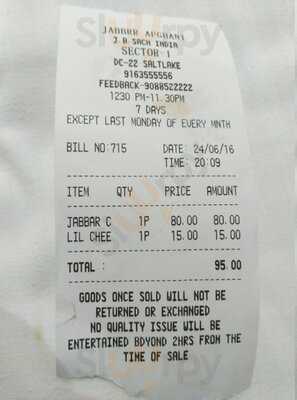 JABBRR AFGHANI
J.B. SACH INDIA
SECTOR-1
DC-22 SALTLAKE
9163555556
FEEDBACK-9088522222
1230 PM-11.30PM
7 DAYS
EXCEPT LAST MONDAY OF EVERY MNTH
BILL NO:715 DATE: 24/06/16
TIME: 20:09
ITEM QTY PRICE AMOUNT
JABBAR C 1P 80.00 80.00
LIL CHEE 1P 15.00 15.00
TOTAL : 95.00
GOODS ONCE SOLD WILL NOT BE
RETURNED OR EXCHANGED
NO QUALITY ISSUE WILL BE
ENTERTAINED BDYOND 2HRS FROM THE
TIME OF SALE